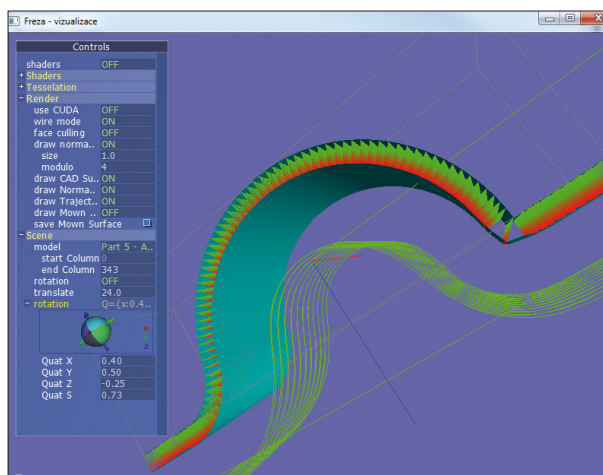 Freza - vizualizace
Controls
shaders OFF
+ Shaders
+ Tesselation
- Render
use CUDA OFF
wire mode ON
face culling OFF
draw norma.. ON
size 1.0
modulo 4
draw CAD Su.. ON
draw Norma.. ON
draw Traject.. ON
draw Mown .. OFF
save Mown Surface
- Scene
model Part 5 - A..
start Column 0
end Column 343
rotation OFF
translate 24.0
- rotation Q={x:0.4..
x
y
z
Quat X 0.40
Quat Y 0.50
Quat Z -0.25
Quat S 0.73